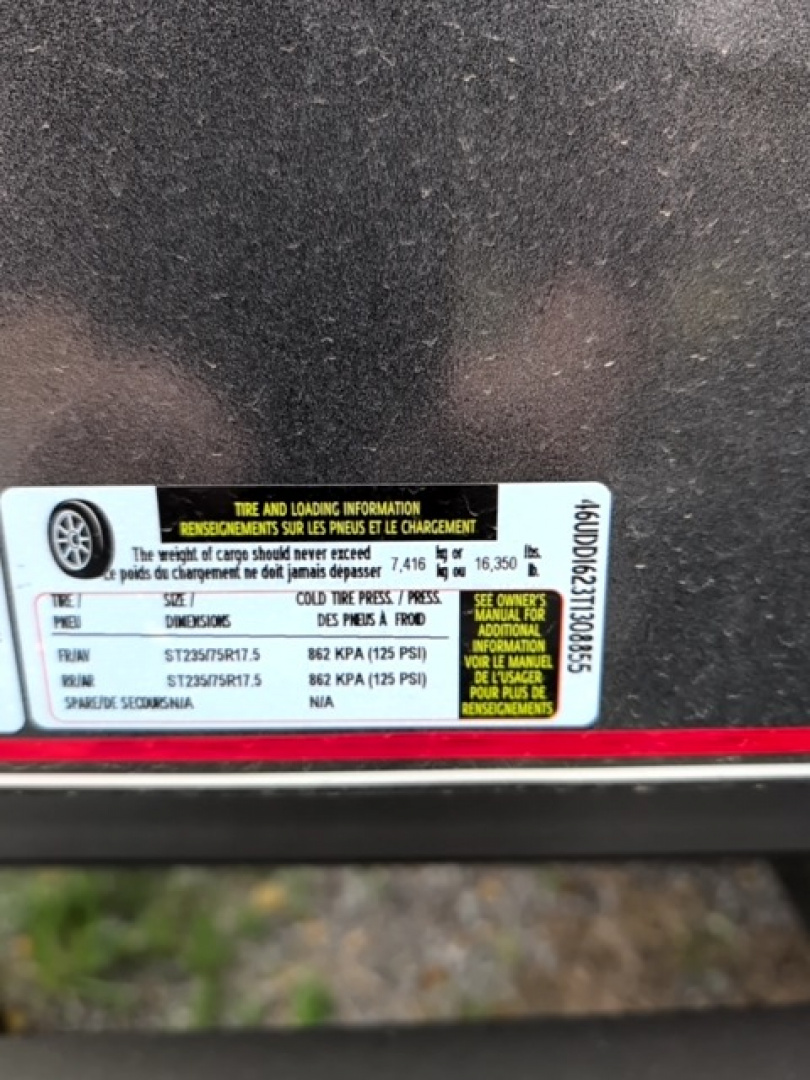 TIRE AND LOADING INFORMATION
RENSEIGNEMENTS SUR LES PNEUS ET LE CHARGEMENT
The weight of cargo should never exceed kg or lbs.
Le poids du chargement ne doit jamais dépasser 7,416 kg ou 16,350 lb.
TIRE / SIZE / COLD TIRE PRESS. / PRESS.
PNEU DIMENSIONS DES PNEUS À FROID
FR/AV ST235/75R17.5 862 KPA (125 PSI)
RR/AR ST235/75R17.5 862 KPA (125 PSI)
SPARE/DE SECOURS N/A N/A
SEE OWNER'S
MANUAL FOR
ADDITIONAL
INFORMATION
VOIR LE MANUEL
DE L'USAGER
POUR PLUS DE
RENSEIGNEMENTS
16UDD1623T1308855